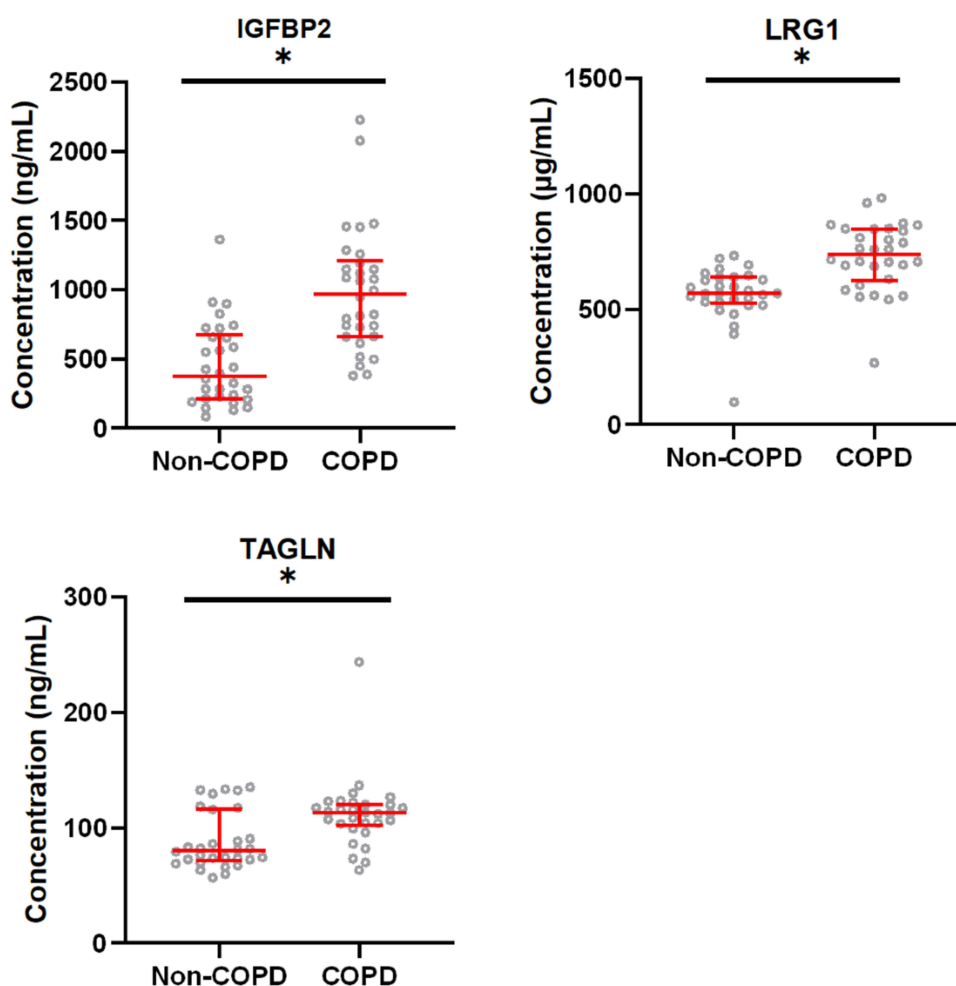 IGFBP2
*
Concentration (ng/mL)
2500
2000
1500
1000
500
0
Non-COPD COPD
LRG1
*
Concentration (µg/mL)
1500
1000
500
0
Non-COPD COPD
TAGLN
*
Concentration (ng/mL)
300
200
100
0
Non-COPD COPD